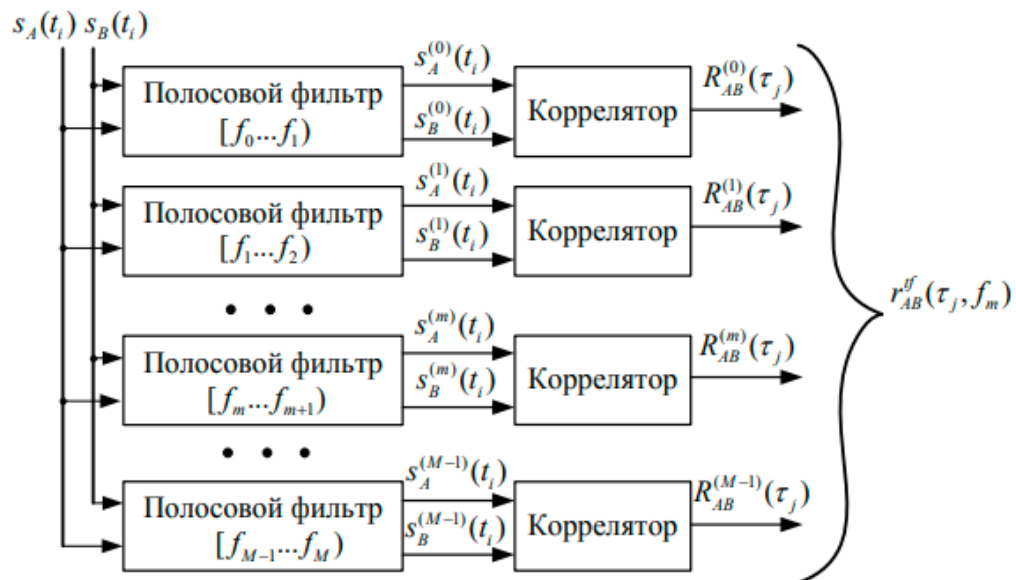 s_A(t_i) s_B(t_i)
Полосовой фильтр
[f_0...f_1)
s_A^(0)(t_i)
s_B^(0)(t_i)
Коррелятор
R_AB^(0)(τ_j)
Полосовой фильтр
[f_1...f_2)
s_A^(1)(t_i)
s_B^(1)(t_i)
Коррелятор
R_AB^(1)(τ_j)
r_AB^tf(τ_j, f_m)
• • •
Полосовой фильтр
[f_m...f_{m+1})
s_A^(m)(t_i)
s_B^(m)(t_i)
Коррелятор
R_AB^(m)(τ_j)
• • •
Полосовой фильтр
[f_{M-1}...f_M)
s_A^(M-1)(t_i)
s_B^(M-1)(t_i)
Коррелятор
R_AB^(M-1)(τ_j)